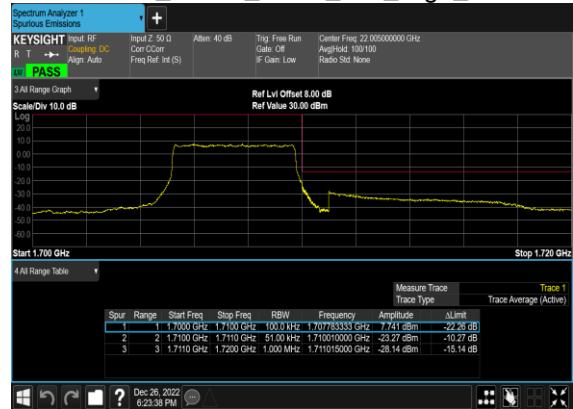 Spectrum Analyzer 1
Spurious Emissions
+
KEYSIGHT Input: RF Input Z: 50 Ω Atten: 40 dB Trig: Free Run Center Freq: 22.005000000 GHz
R T Coupling: DC Corr CCorr Gate: Off Avg|Hold: 100/100
Align: Auto Freq Ref: Int (S) IF Gain: Low Radio Std: None
PASS
3 All Range Graph Ref Lvl Offset 8.00 dB
Scale/Div 10.0 dB Ref Value 30.00 dBm
Log
20.0
10.0
0.00
-10.0
-20.0
-30.0
-40.0
-50.0
-60.0
Start 1.700 GHz Stop 1.720 GHz
4 All Range Table
Measure Trace Trace 1
Trace Type Trace Average (Active)
Spur Range Start Freq Stop Freq RBW Frequency Amplitude ΔLimit
1 1 1.7000 GHz 1.7100 GHz 100.0 kHz 1.707783333 GHz 7.741 dBm -22.26 dB
2 2 1.7100 GHz 1.7110 GHz 51.00 kHz 1.710010000 GHz -23.27 dBm -10.27 dB
3 3 1.7110 GHz 1.7200 GHz 1.000 MHz 1.711015000 GHz -28.14 dBm -15.14 dB
? Dec 26, 2022
6:23:38 PM